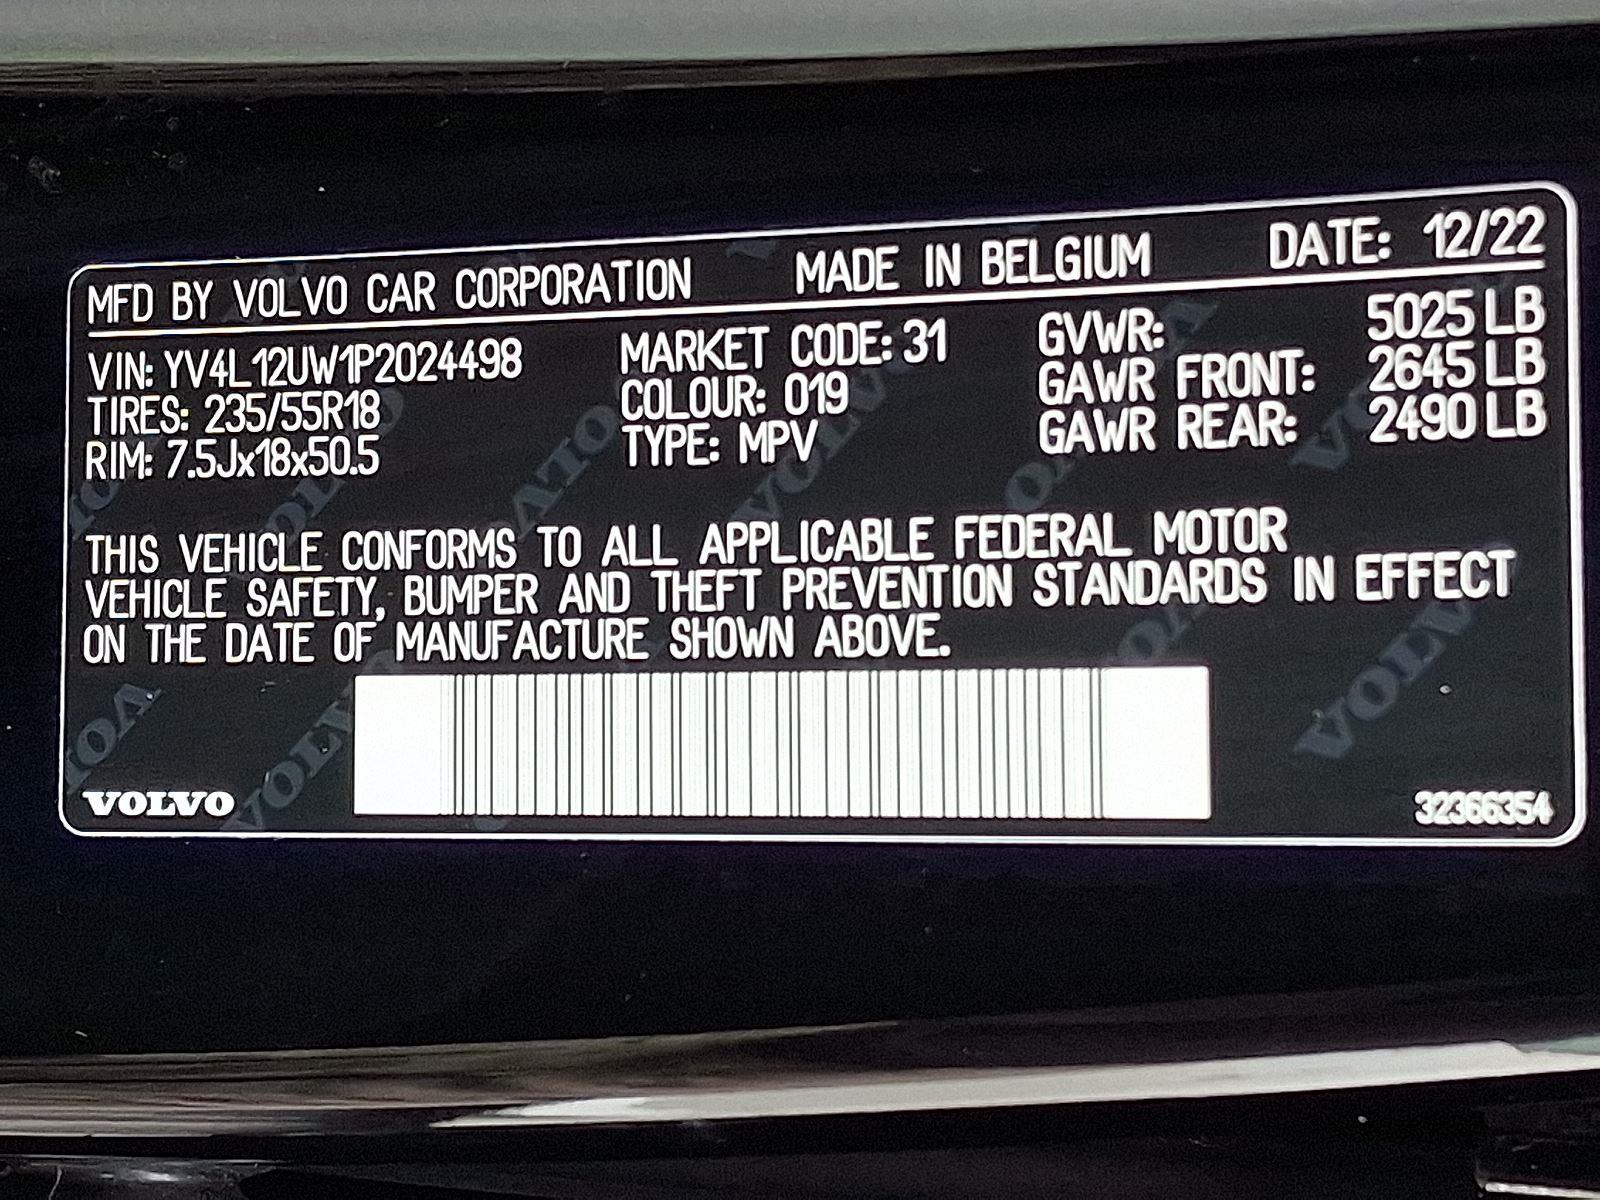 MFD BY VOLVO CAR CORPORATION MADE IN BELGIUM DATE: 12/22
VIN: YV4L12UW1P2024498 MARKET CODE: 31 GVWR: 5025 LB
TIRES: 235/55R18 COLOUR: 019 GAWR FRONT: 2645 LB
RIM: 7.5Jx18x50.5 TYPE: MPV GAWR REAR: 2490 LB
THIS VEHICLE CONFORMS TO ALL APPLICABLE FEDERAL MOTOR
VEHICLE SAFETY, BUMPER AND THEFT PREVENTION STANDARDS IN EFFECT
ON THE DATE OF MANUFACTURE SHOWN ABOVE.
VOLVO 32366354